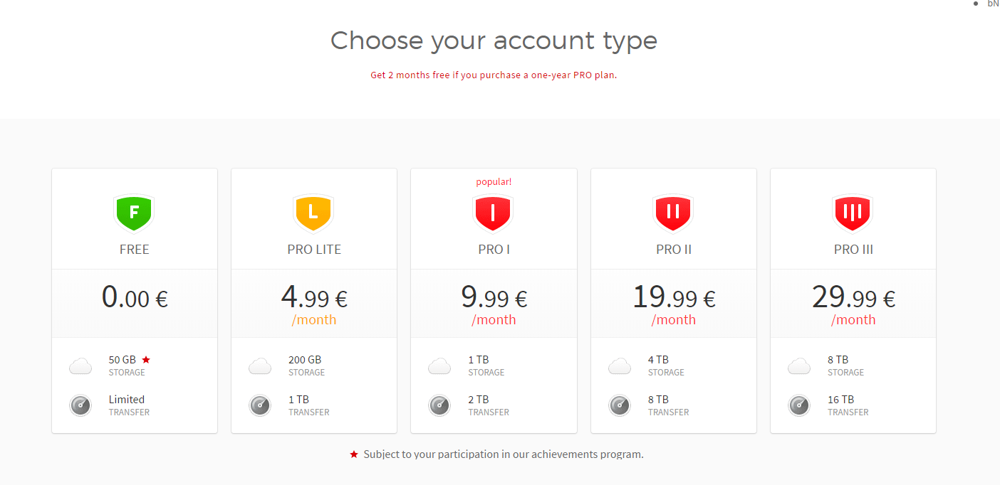 bN
Choose your account type
Get 2 months free if you purchase a one-year PRO plan.
F
FREE
0.00 €
50 GB ★
STORAGE
Limited
TRANSFER
L
PRO LITE
4.99 €
/month
200 GB
STORAGE
1 TB
TRANSFER
popular!
I
PRO I
9.99 €
/month
1 TB
STORAGE
2 TB
TRANSFER
II
PRO II
19.99 €
/month
4 TB
STORAGE
8 TB
TRANSFER
III
PRO III
29.99 €
/month
8 TB
STORAGE
16 TB
TRANSFER
★ Subject to your participation in our achievements program.